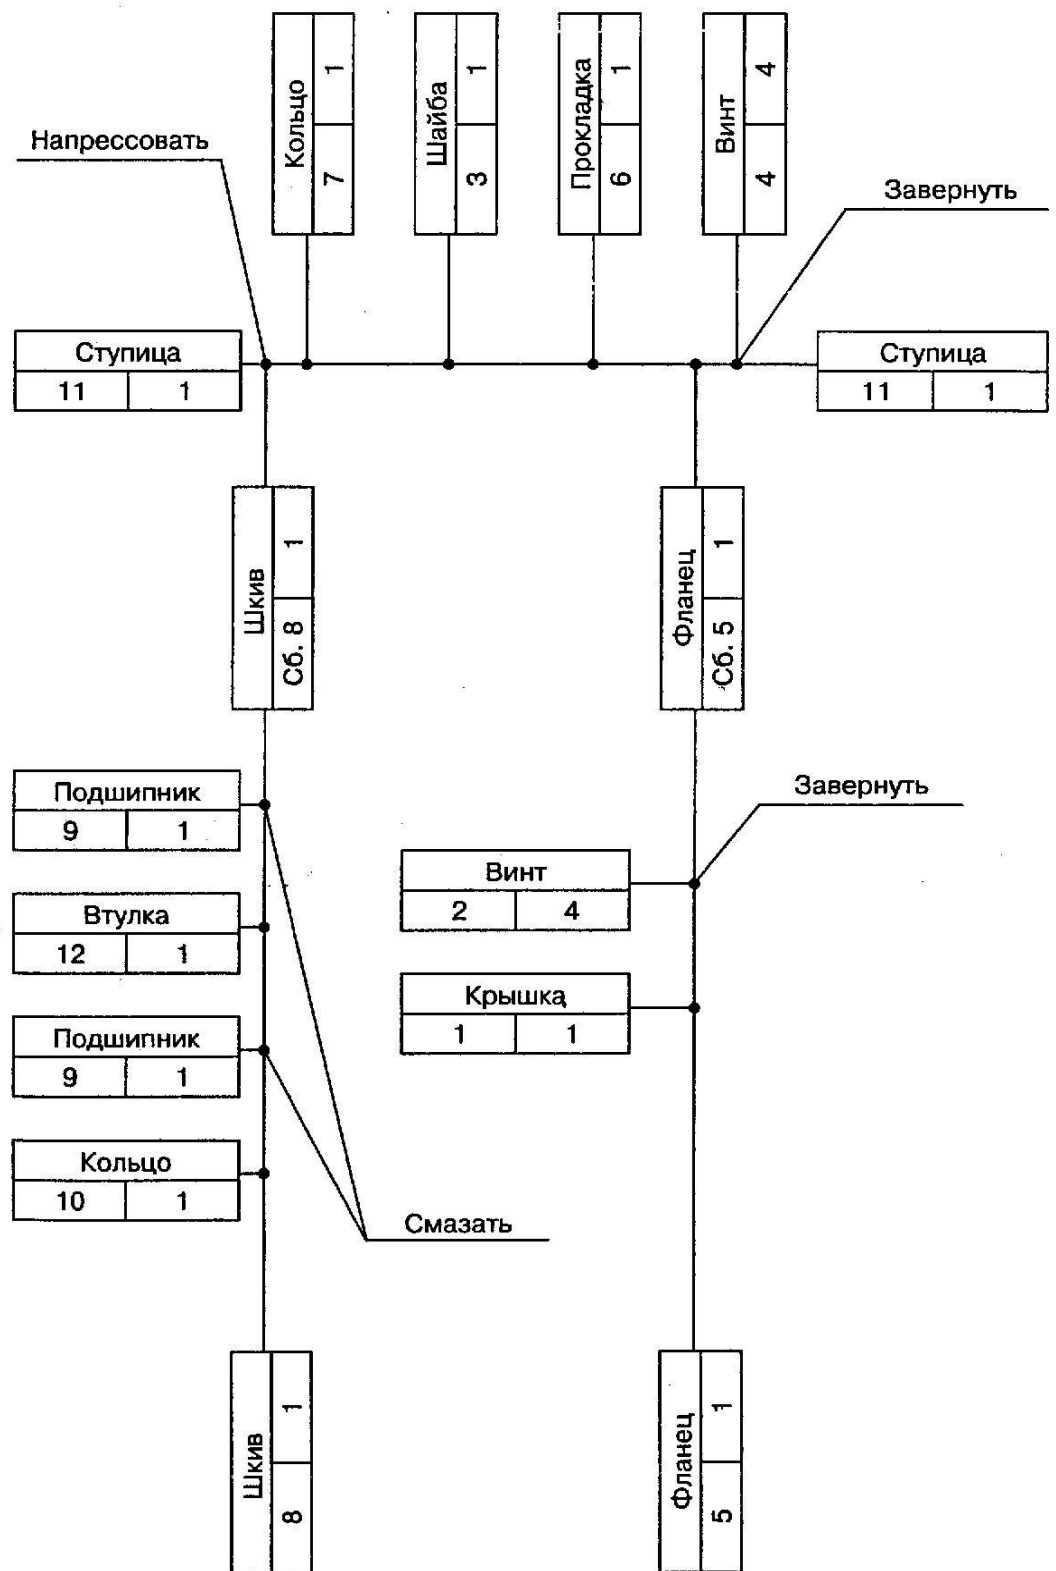 Кольцо
7 1
Шайба
3 1
Прокладка
6 1
Винт
4 4
Напрессовать
Завернуть
Ступица
11 1
Ступица
11 1
Шкив
Сб. 8 1
Фланец
Сб. 5 1
Подшипник
9 1
Завернуть
Втулка
12 1
Винт
2 4
Подшипник
9 1
Крышка
1 1
Кольцо
10 1
Смазать
Шкив
8 1
Фланец
5 1